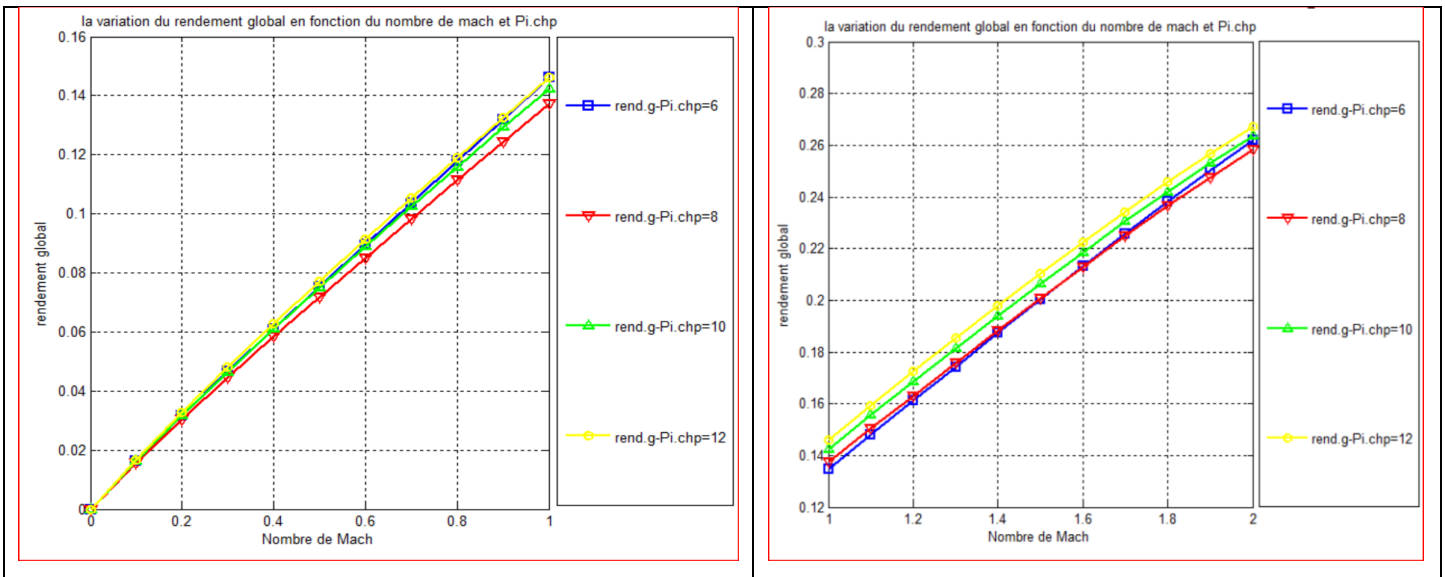 la variation du rendement global en fonction du nombre de mach et Pi.chp
0.16
0.14
0.12
0.1
0.08
0.06
0.04
0.02
0
rendement global
0 0.2 0.4 0.6 0.8 1
Nombre de Mach
rend.g-Pi.chp=6
rend.g-Pi.chp=8
rend.g-Pi.chp=10
rend.g-Pi.chp=12
la variation du rendement global en fonction du nombre de mach et Pi.chp
0.3
0.28
0.26
0.24
0.22
0.2
0.18
0.16
0.14
0.12
rendement global
1 1.2 1.4 1.6 1.8 2
Nombre de Mach
rend.g-Pi.chp=6
rend.g-Pi.chp=8
rend.g-Pi.chp=10
rend.g-Pi.chp=12